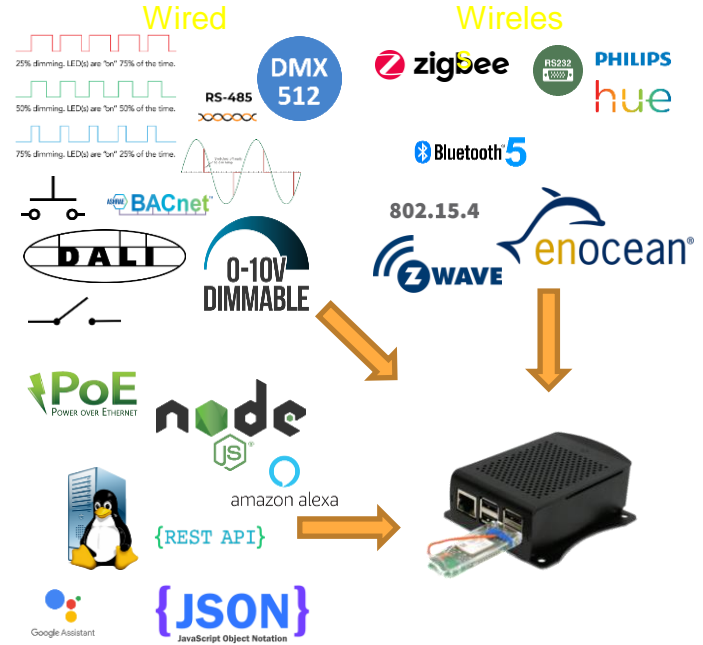 Wired
Wireles
25% dimming. LED(s) are "on" 75% of the time.
50% dimming. LED(s) are "on" 50% of the time.
75% dimming. LED(s) are "on" 25% of the time.
DMX
512
RS-485
ASHRAE BACnet™
DALI
0-10V
DIMMABLE
zigbee
S
RS232
PHILIPS
hue
Bluetooth® 5
802.15.4
Z WAVE
enocean®
PoE
POWER OVER ETHERNET
node
JS®
amazon alexa
{REST API}
Google Assistant
{JSON}
JavaScript Object Notation